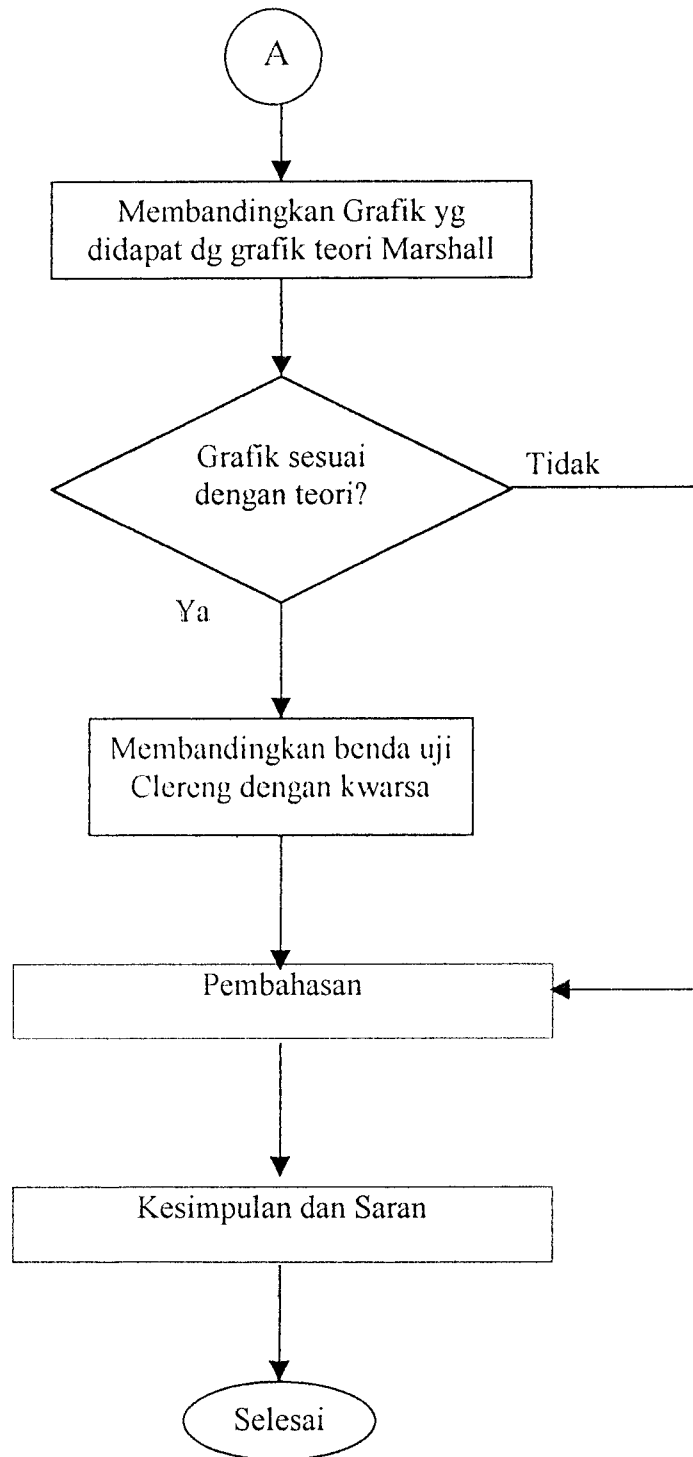 A
Membandingkan Grafik yg
didapat dg grafik teori Marshall
Grafik sesuai
dengan teori?
Tidak
Ya
Membandingkan benda uji
Clereng dengan kwarsa
Pembahasan
Kesimpulan dan Saran
Selesai